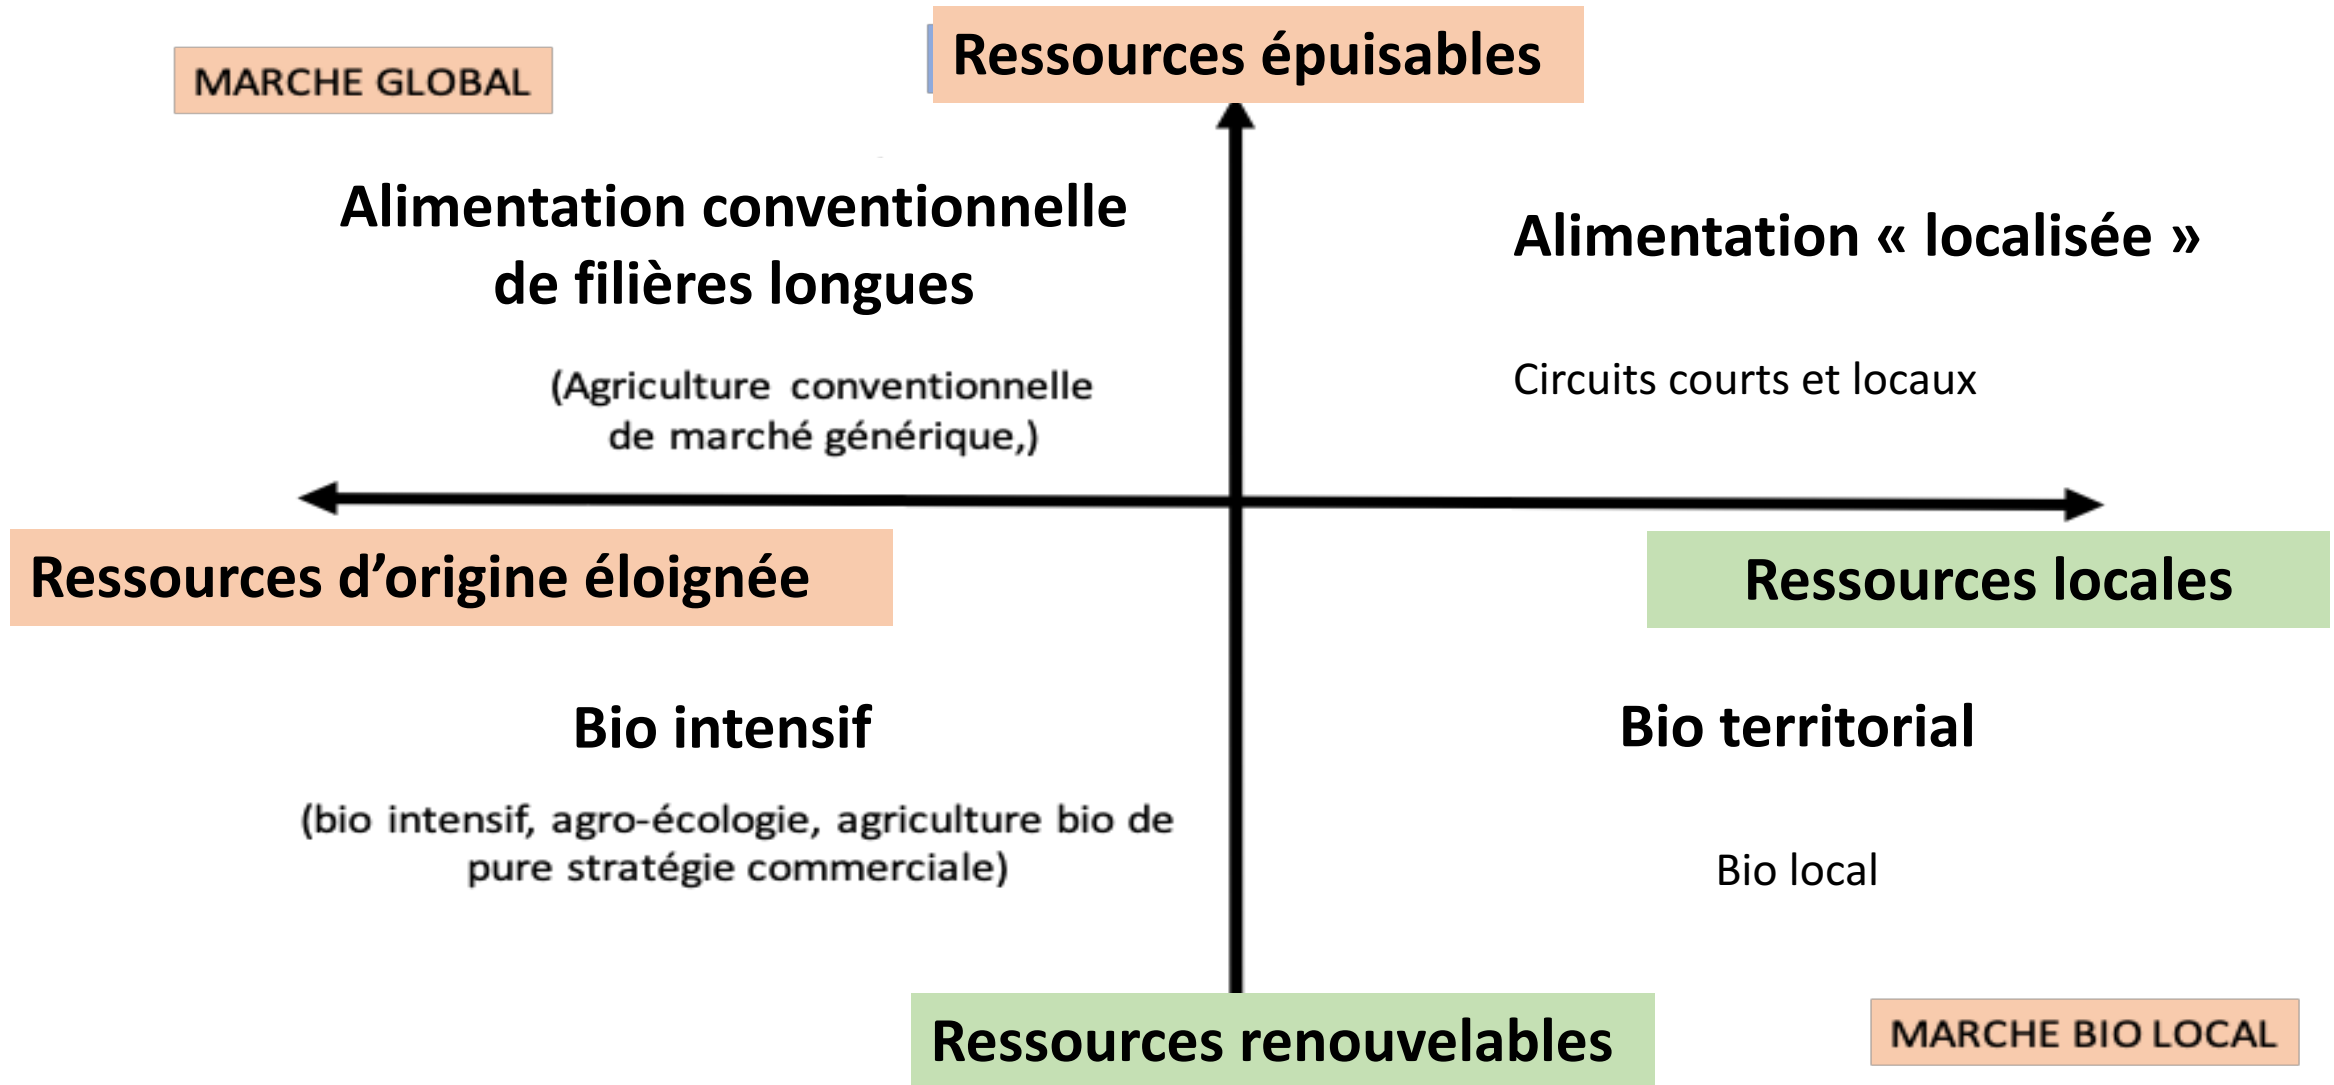 Ressources épuisables
MARCHE GLOBAL
Alimentation conventionnelle
de filières longues
(Agriculture conventionnelle
de marché générique,)
Alimentation « localisée »
Circuits courts et locaux
Ressources d’origine éloignée
Ressources locales
Bio intensif
(bio intensif, agro-écologie, agriculture bio de
pure stratégie commerciale)
Bio territorial
Bio local
Ressources renouvelables
MARCHE BIO LOCAL